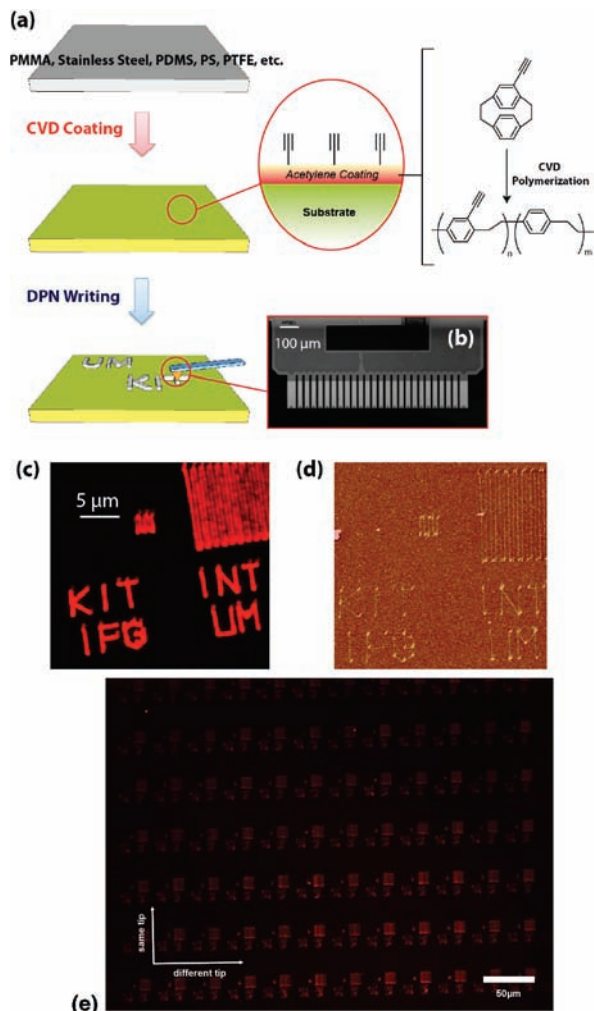 (a)
PMMA, Stainless Steel, PDMS, PS, PTFE, etc.
CVD Coating
Acetylene Coating
Substrate
CVD
Polymerization
n
m
DPN Writing
UM
KIT
100 μm
(b)
(c)
5 μm
KIT
IFG
INT
UM
(d)
KIT
IFG
INT
UM
same tip
different tip
50μm
(e)